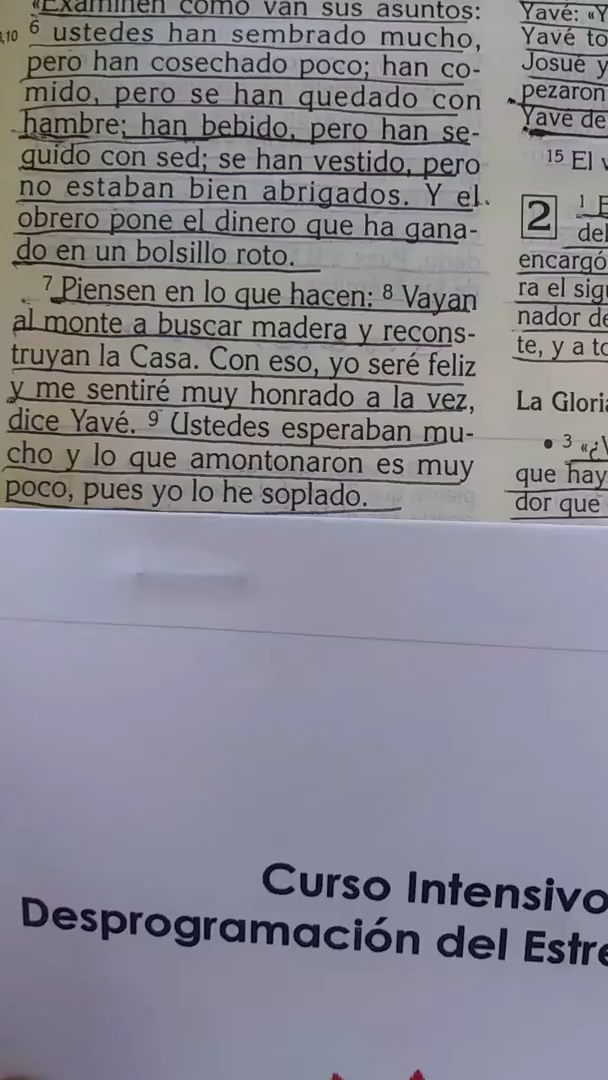 «Examinen cómo van sus asuntos:
6 ustedes han sembrado mucho,
pero han cosechado poco; han co-
mido, pero se han quedado con
hambre; han bebido, pero han se-
guido con sed; se han vestido, pero
no estaban bien abrigados. Y el
obrero pone el dinero que ha gana-
do en un bolsillo roto.
7 Piensen en lo que hacen: 8 Vayan
al monte a buscar madera y recons-
truyan la Casa. Con eso, yo seré feliz
y me sentiré muy honrado a la vez,
dice Yavé. 9 Ustedes esperaban mu-
cho y lo que amontonaron es muy
poco, pues yo lo he soplado.
Yavé: «Y
Yavé to
Josué y
pezaron
Yavé de
15 El
2 1
del
encargó
ra el sig
nador de
te, y a to
La Gloria
• 3 «¿
que hay
dor que
Curso Intensivo
Desprogramación del Estre